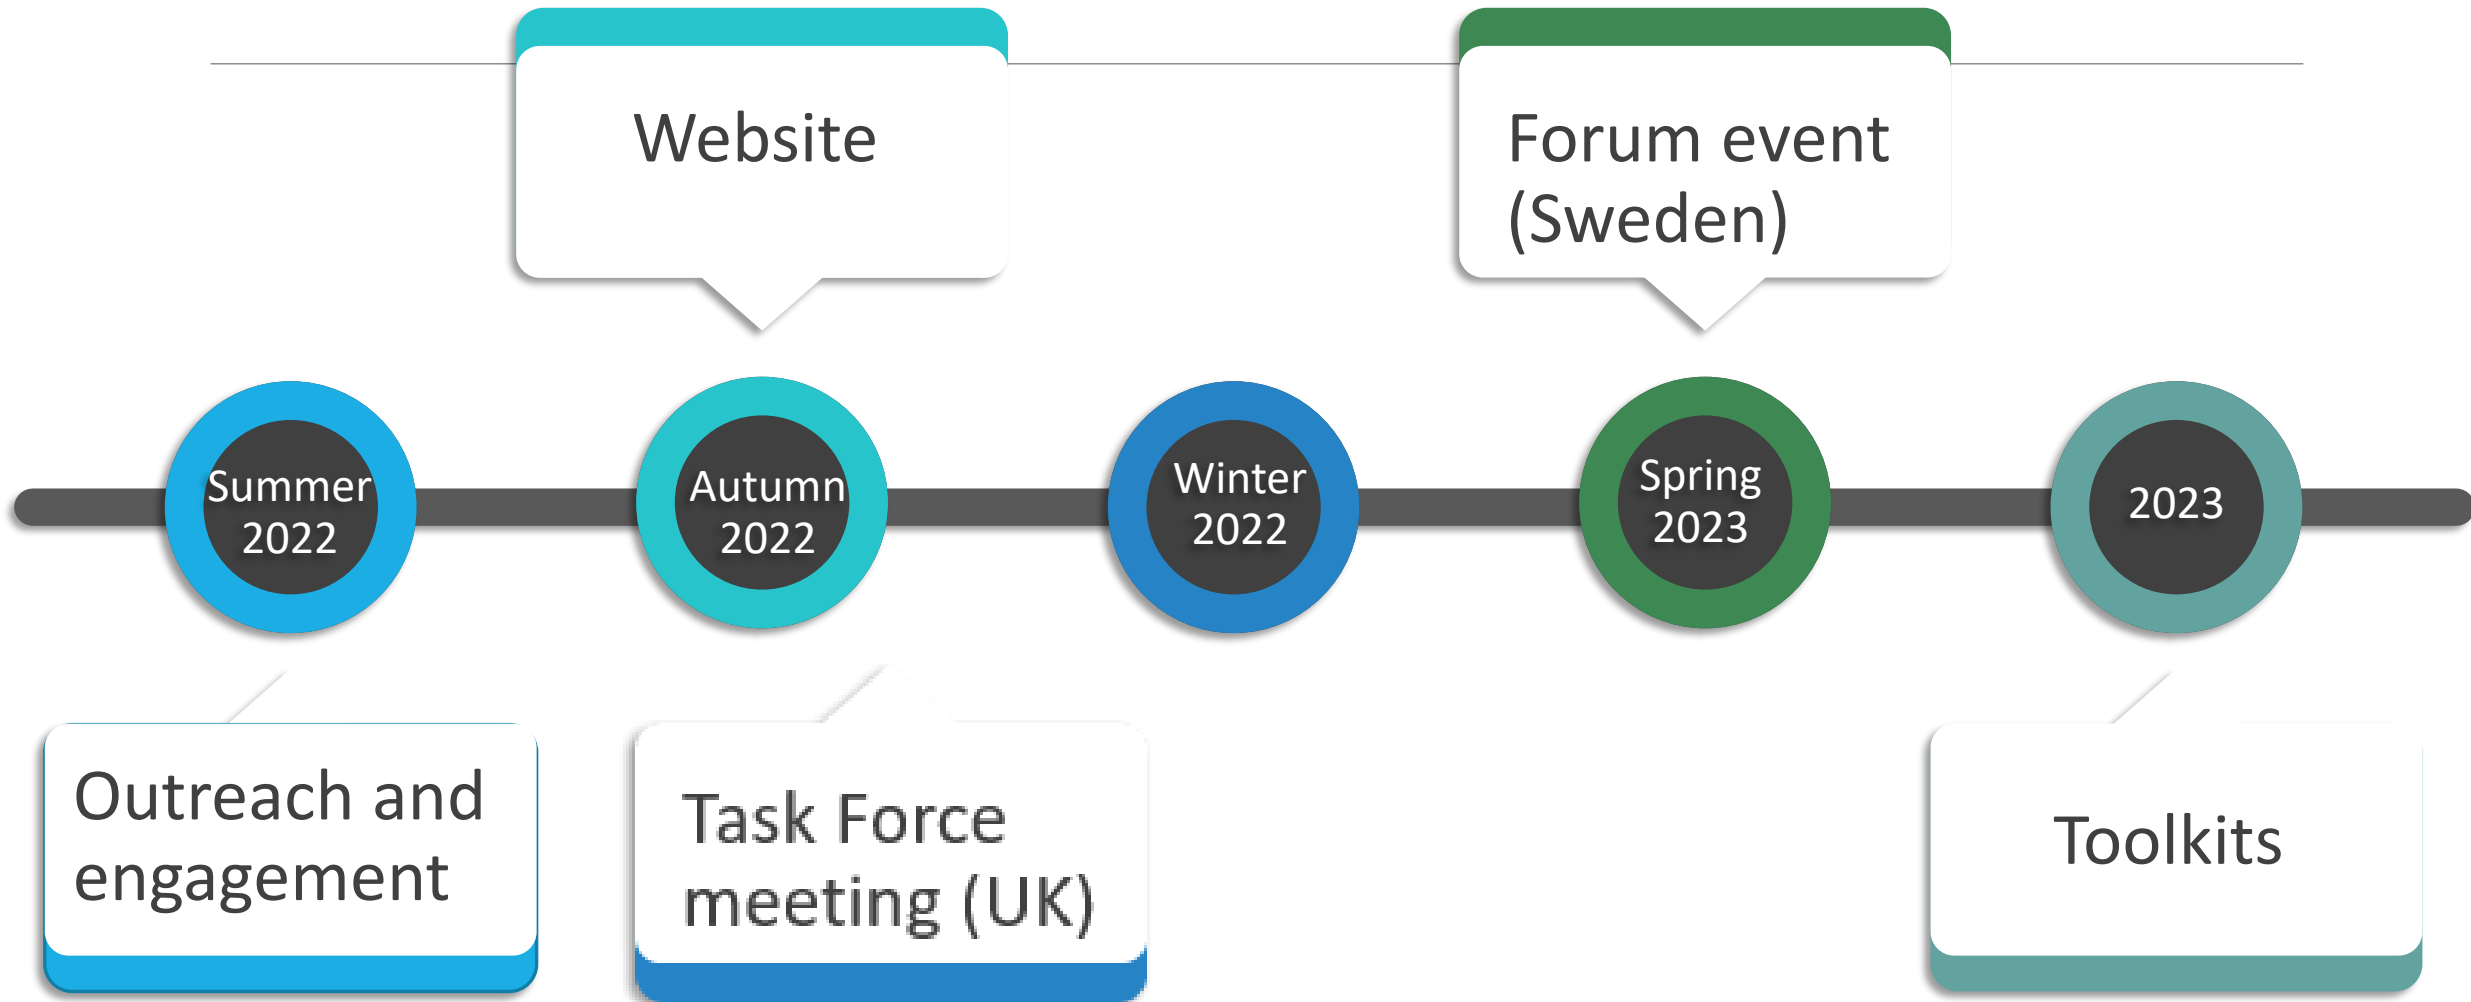 Website
Forum event
(Sweden)
Summer
2022
Autumn
2022
Winter
2022
Spring
2023
2023
Outreach and
engagement
Task Force
meeting (UK)
Toolkits